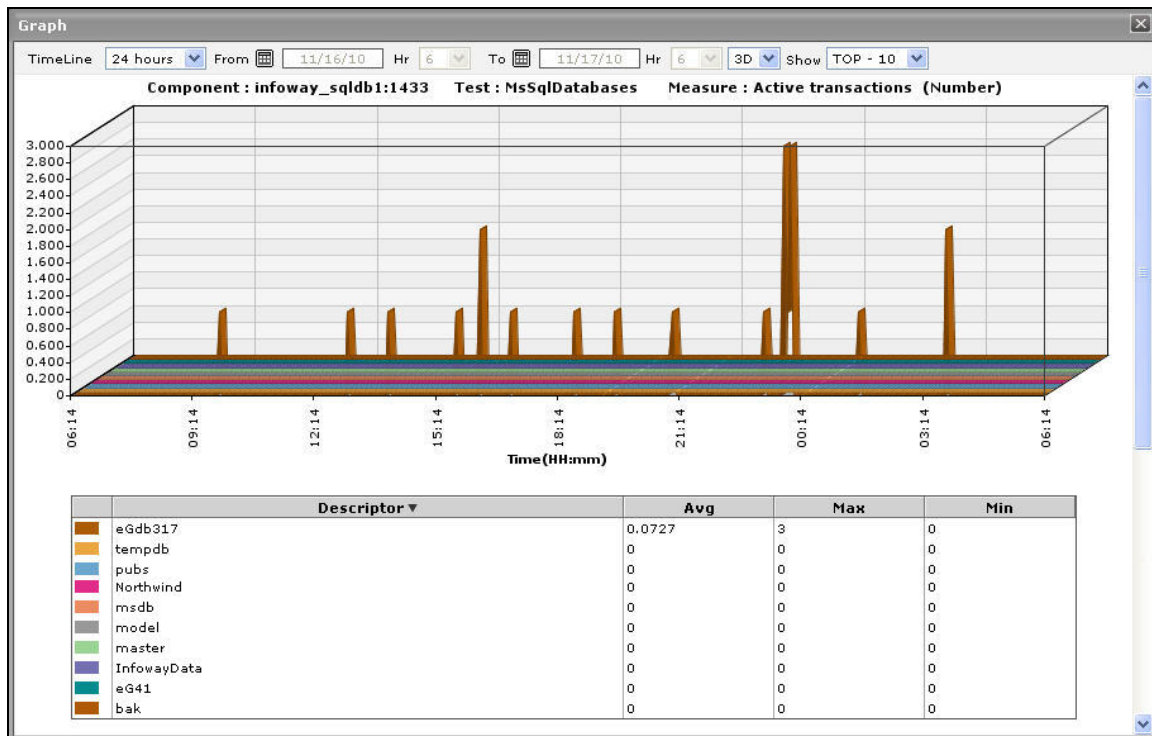 Graph
TimeLine 24 hours From 11/16/10 Hr 6 To 11/17/10 Hr 6 3D Show TOP - 10
Component : infoway_sqldb1:1433 Test : MsSqlDatabases Measure : Active transactions (Number)
3.000
2.800
2.600
2.400
2.200
2.000
1.800
1.600
1.400
1.200
1.000
0.800
0.600
0.400
0.200
0
06:14 09:14 12:14 15:14 18:14 21:14 00:14 03:14 06:14
Time(HH:mm)
Descriptor Avg Max Min
eGdb317 0.0727 3 0
tempdb 0 0 0
pubs 0 0 0
Northwind 0 0 0
msdb 0 0 0
model 0 0 0
master 0 0 0
InfowayData 0 0 0
eG41 0 0 0
bak 0 0 0